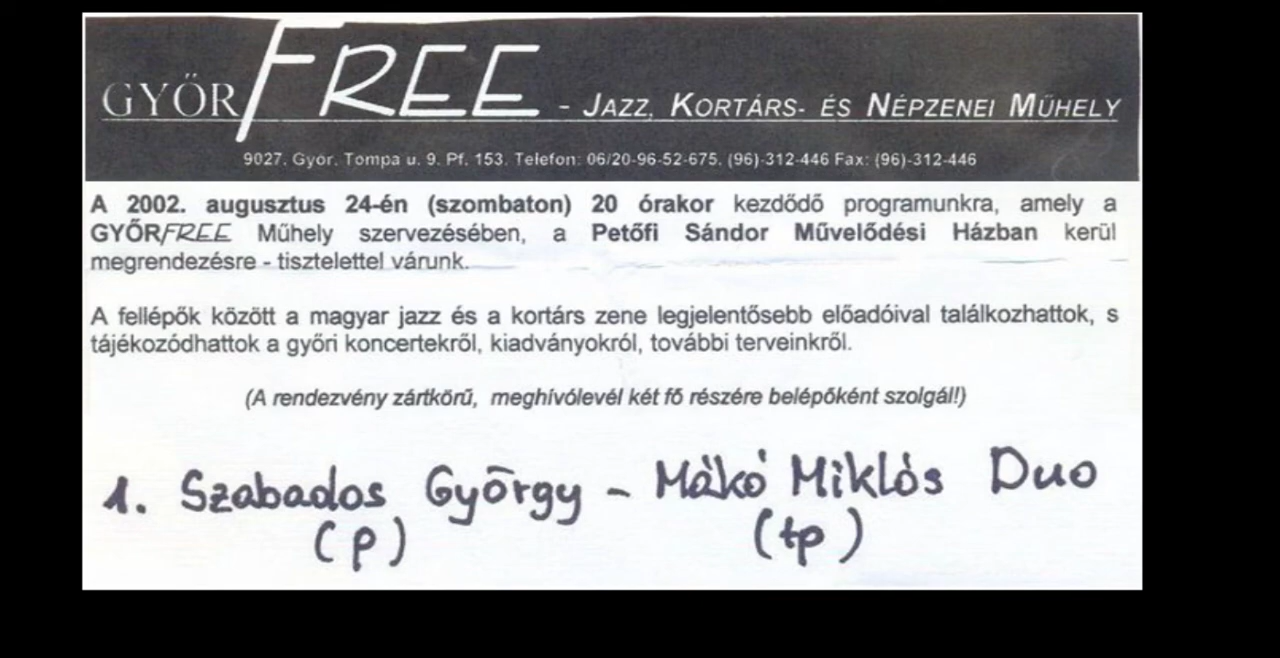 GYŐR FREE - JAZZ, KORTÁRS- ÉS NÉPZENEI MŰHELY
9027. Győr. Tompa u. 9. Pf. 153. Telefon: 06/20-96-52-675. (96)-312-446 Fax: (96)-312-446
A 2002. augusztus 24-én (szombaton) 20 órakor kezdődő programunkra, amely a
GYŐRFREE Műhely szervezésében, a Petőfi Sándor Művelődési Házban kerül
megrendezésre - tisztelettel várunk.
A fellépők között a magyar jazz és a kortárs zene legjelentősebb előadóival találkozhattok, s
tájékozódhattok a győri koncertekről, kiadványokról, további terveinkről.
(A rendezvény zártkörű, meghívólevél két fő részére belépőként szolgál!)
1. Szabados György - Mákó Miklós Duo
(p) (tp)